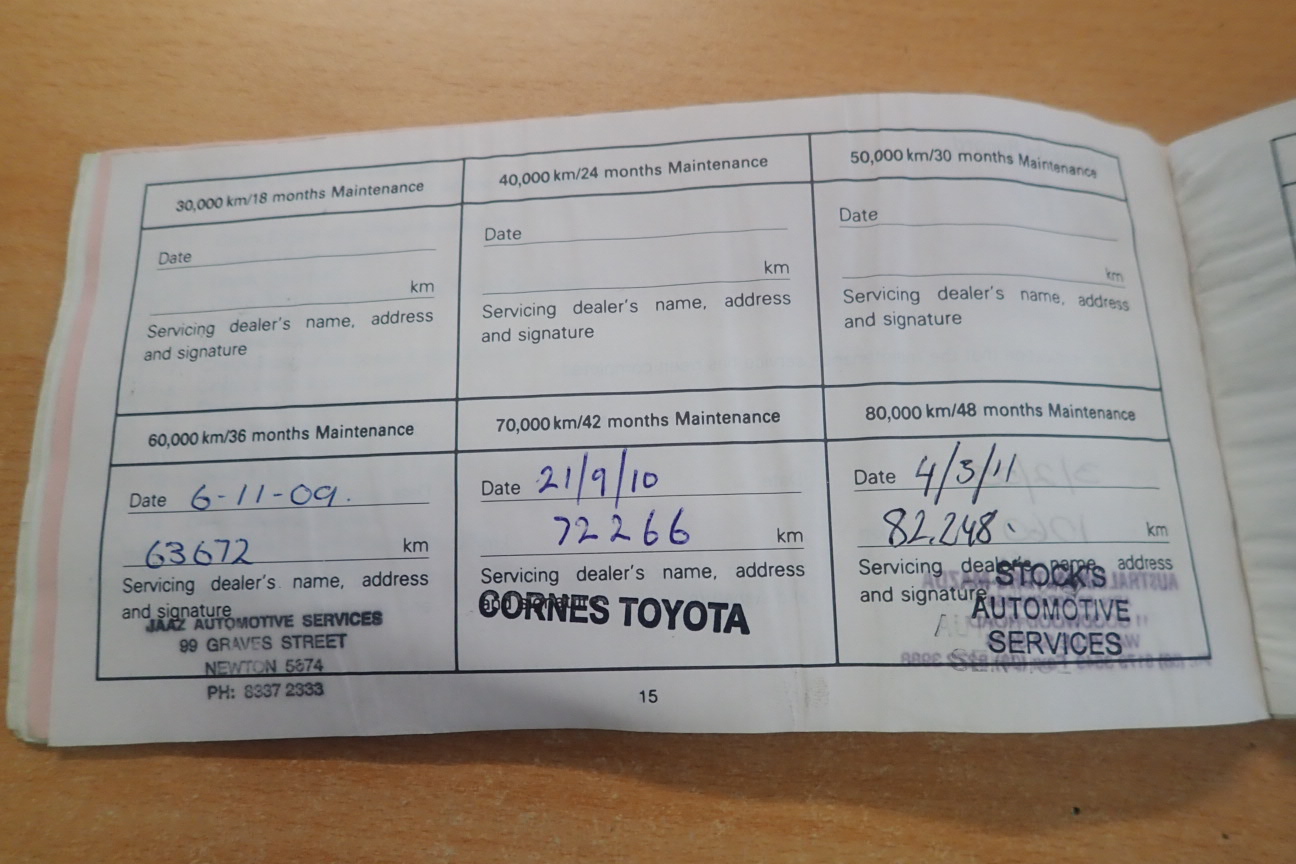 30,000 km/18 months Maintenance
Date
km
Servicing dealer's name, address
and signature
40,000 km/24 months Maintenance
Date
km
Servicing dealer's name, address
and signature
50,000 km/30 months Maintenance
Date
km
Servicing dealer's name, address
and signature
60,000 km/36 months Maintenance
Date 6-11-09.
63672 km
Servicing dealer's name, address
and signature
JAAZ AUTOMOTIVE SERVICES
99 GRAVES STREET
NEWTON 5074
PH: 8337 2333
70,000 km/42 months Maintenance
Date 21/9/10
72266 km
Servicing dealer's name, address
and signature
CORNES TOYOTA
80,000 km/48 months Maintenance
Date 4/3/11
82,248 km
Servicing dealer's name, address
and signature
STOCKS
AUTOMOTIVE
SERVICES
15